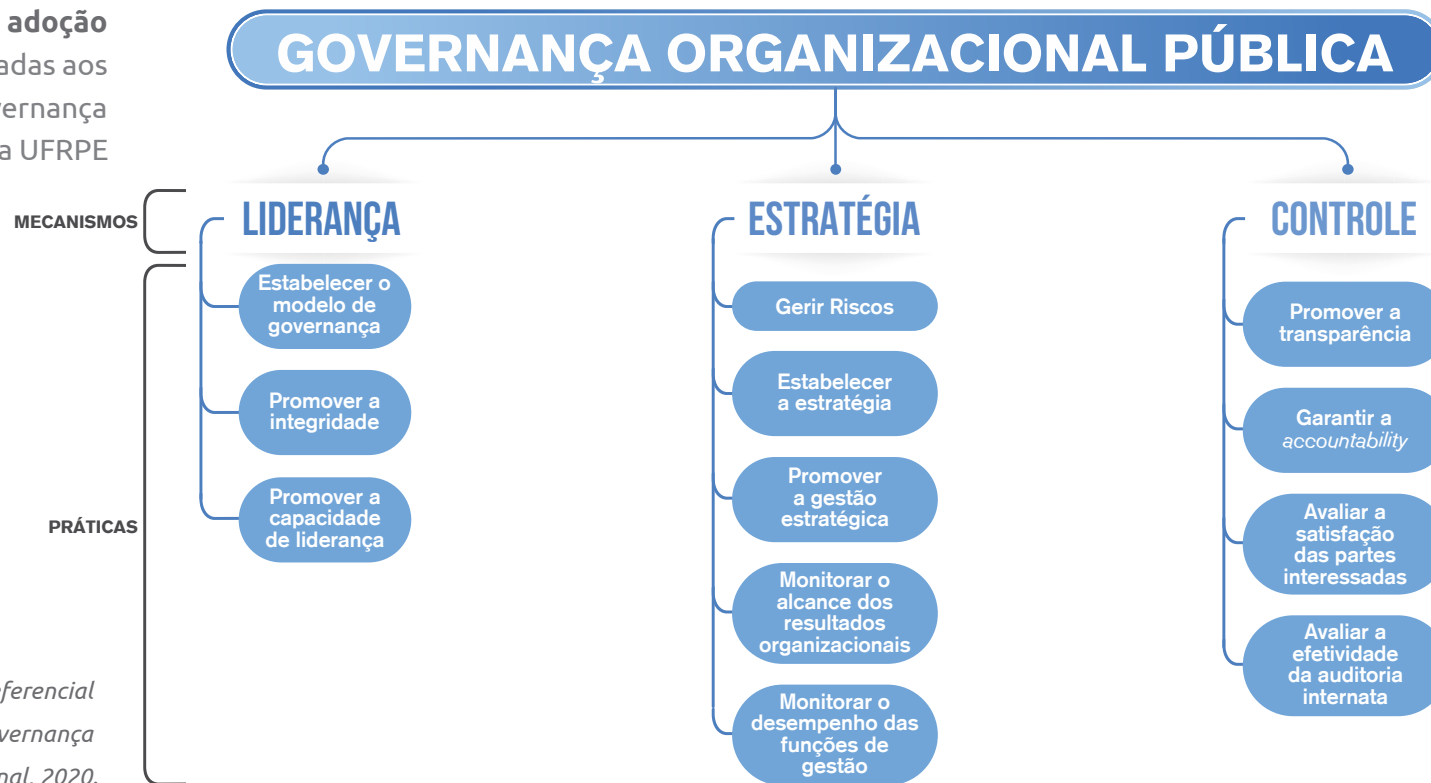 adoção
adas aos
vernança
a UFRPE
GOVERNANÇA ORGANIZACIONAL PÚBLICA
MECANISMOS
LIDERANÇA
ESTRATÉGIA
CONTROLE
PRÁTICAS
Estabelecer o
modelo de
governança
Promover a
integridade
Promover a
capacidade
de liderança
Gerir Riscos
Estabelecer
a estratégia
Promover
a gestão
estratégica
Monitorar o
alcance dos
resultados
organizacionais
Monitorar o
desempenho das
funções de
gestão
Promover a
transparência
Garantir a
accountability
Avaliar a
satisfação
das partes
interessadas
Avaliar a
efetividade
da auditoria
internata
eferencial
vernança
nal, 2020.